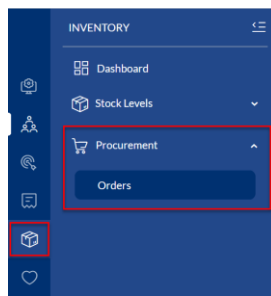 INVENTORY
Dashboard
Stock Levels
Procurement
Orders